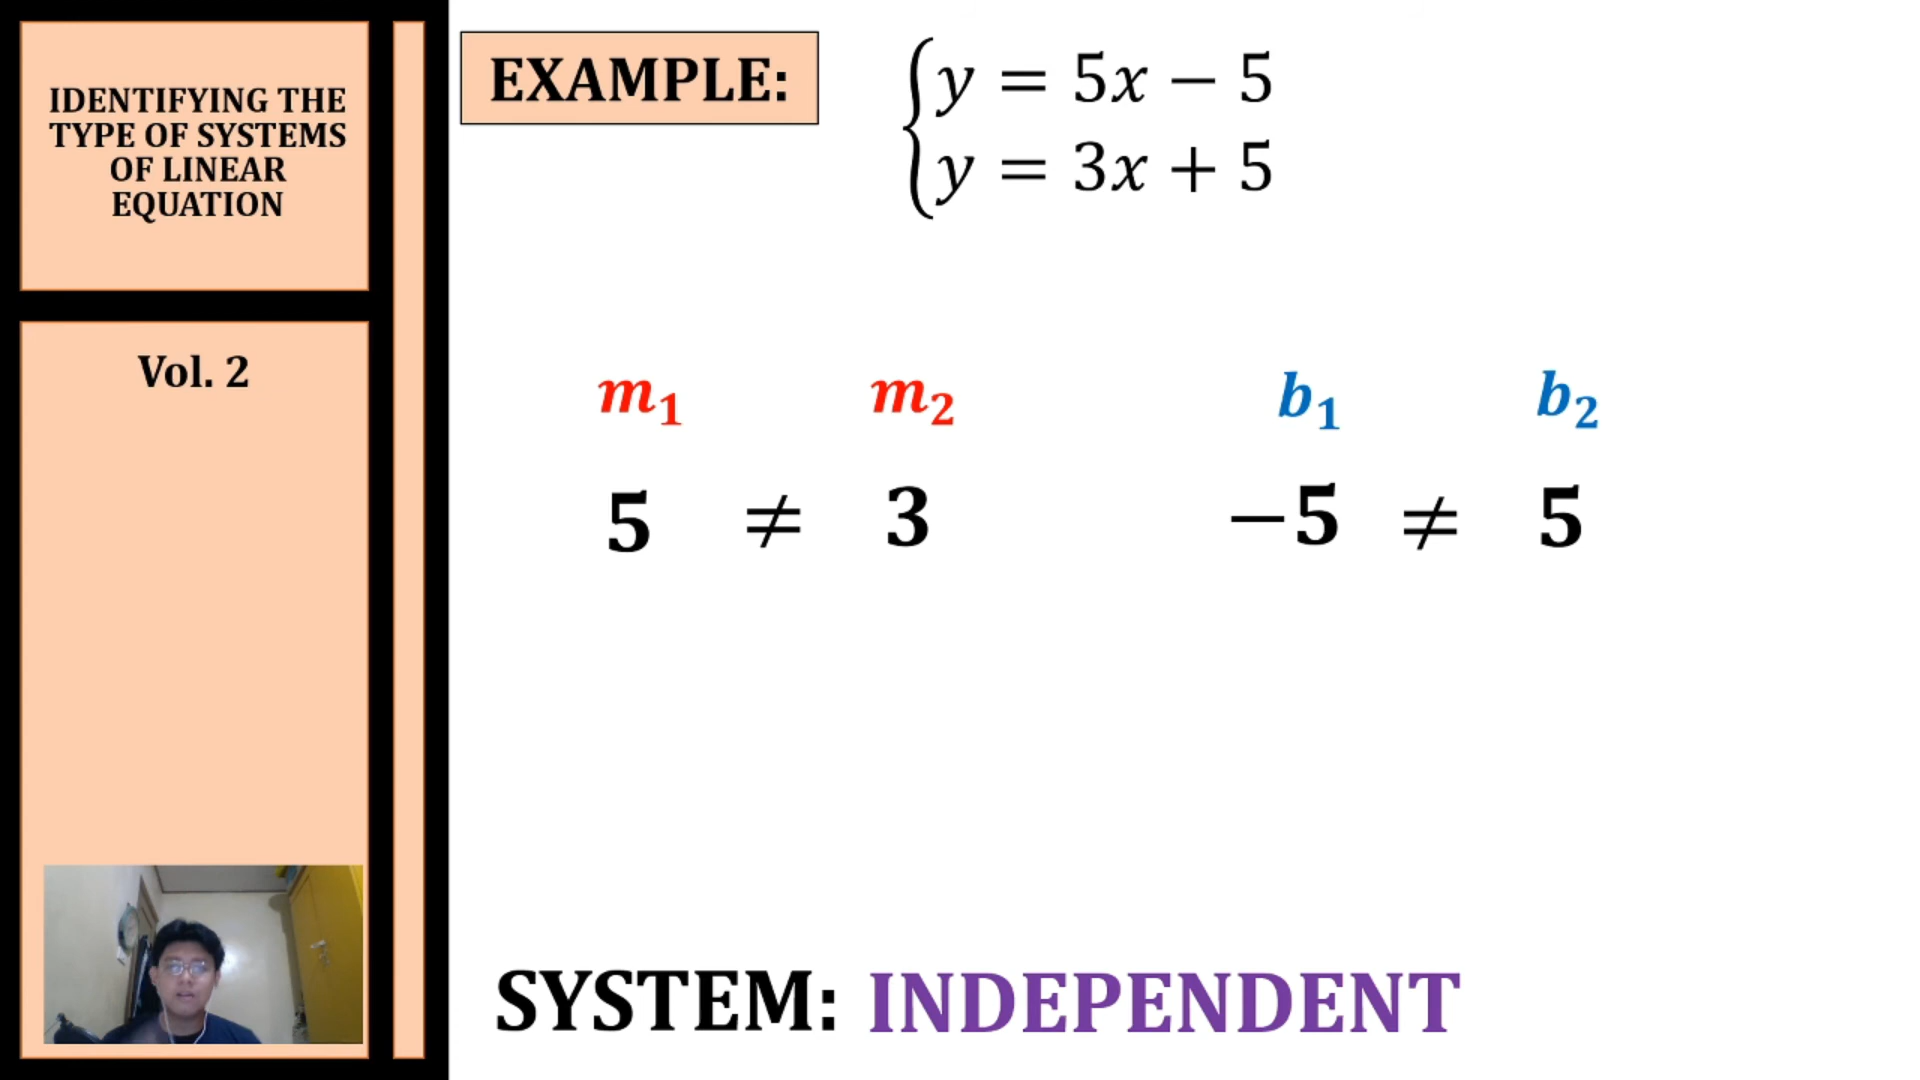 IDENTIFYING THE
TYPE OF SYSTEMS
OF LINEAR
EQUATION
Vol. 2
EXAMPLE:
y = 5x − 5
y = 3x + 5
m₁ m₂ b₁ b₂
5 ≠ 3 −5 ≠ 5
SYSTEM: INDEPENDENT